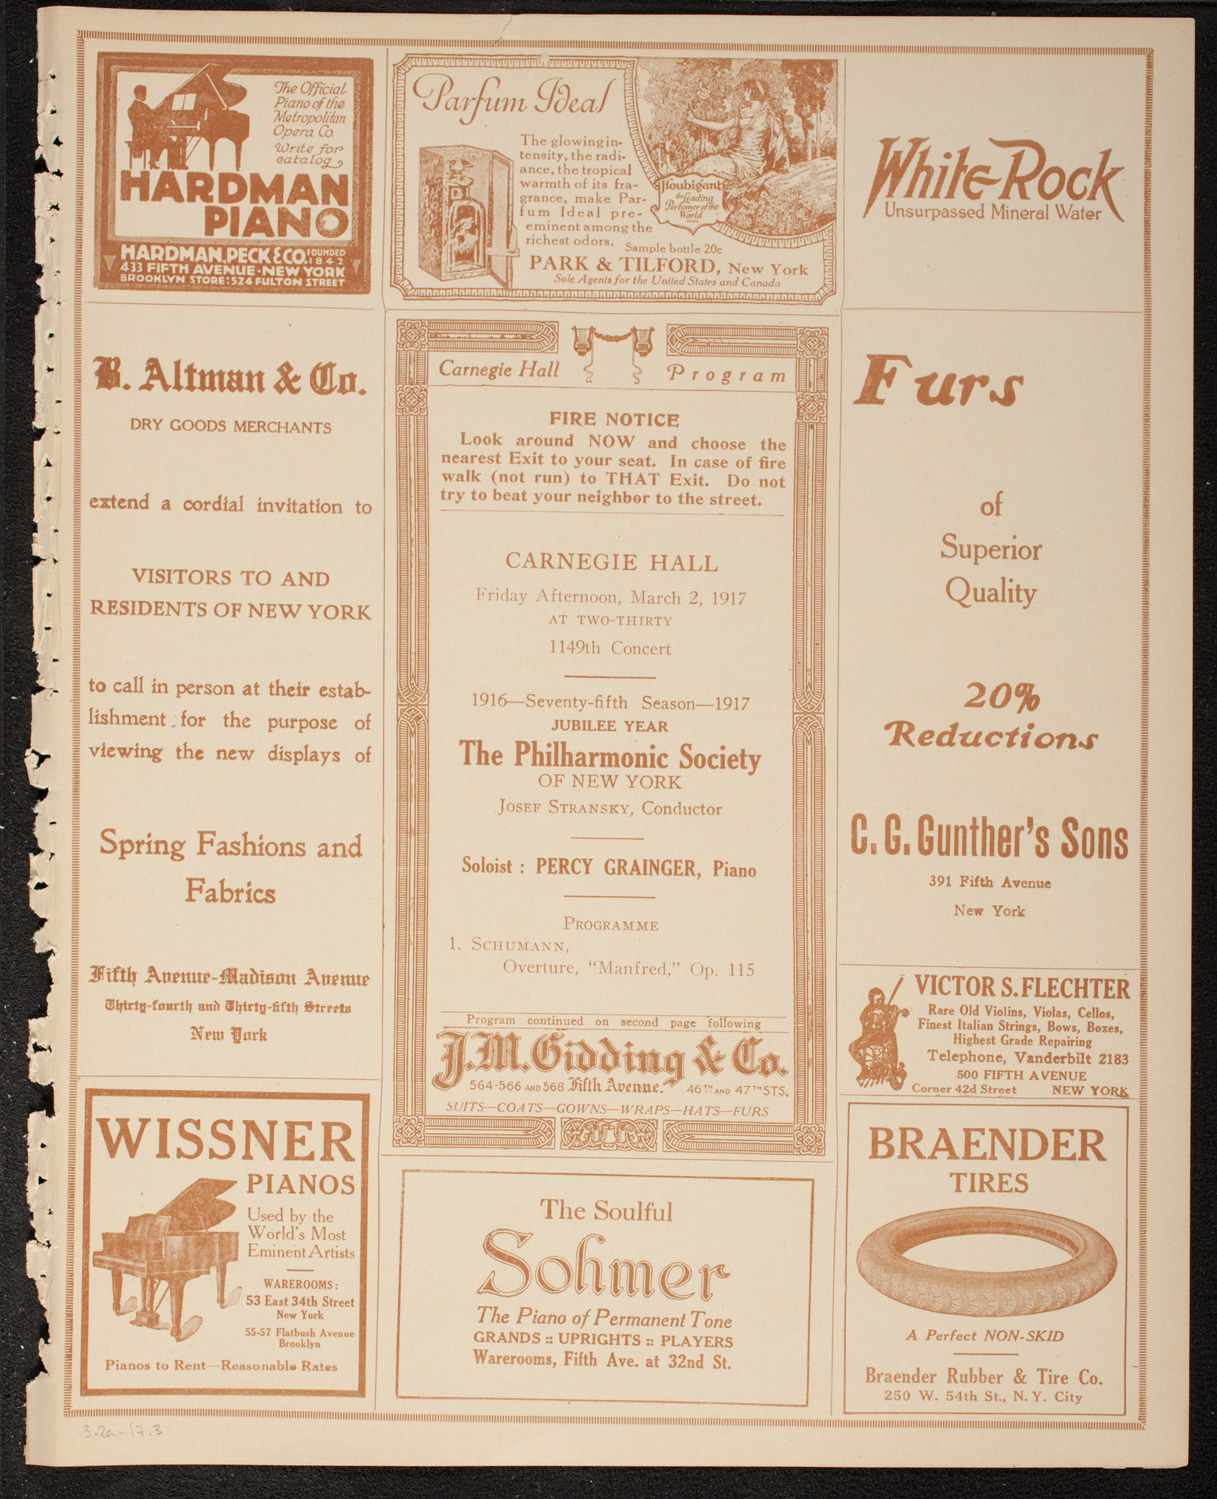 The Official
Piano of the
Metropolitan
Opera Co.
Write for
catalog
HARDMAN
PIANO
HARDMAN, PECK & CO. FOUNDED 1842
433 FIFTH AVENUE·NEW YORK
BROOKLYN STORE: 524 FULTON STREET
Parfum Ideal
The glowing in-
tensity, the radi-
ance, the tropical
warmth of its fra-
grance, make Par-
fum Ideal pre-
eminent among the
richest odors. Sample bottle 20c
Houbigant
the Leading
Perfumer of the
World
PARK & TILFORD, New York
Sole Agents for the United States and Canada
White-Rock
Unsurpassed Mineral Water
B. Altman & Co.
DRY GOODS MERCHANTS
extend a cordial invitation to
VISITORS TO AND
RESIDENTS OF NEW YORK
to call in person at their estab-
lishment for the purpose of
viewing the new displays of
Spring Fashions and
Fabrics
Fifth Avenue-Madison Avenue
Thirty-fourth and Thirty-fifth Streets
New York
WISSNER
PIANOS
Used by the
World's Most
Eminent Artists
WAREROOMS:
53 East 34th Street
New York
55-57 Flatbush Avenue
Brooklyn
Pianos to Rent—Reasonable Rates
Carnegie Hall Program
FIRE NOTICE
Look around NOW and choose the
nearest Exit to your seat. In case of fire
walk (not run) to THAT Exit. Do not
try to beat your neighbor to the street.
CARNEGIE HALL
Friday Afternoon, March 2, 1917
AT TWO-THIRTY
1149th Concert
1916—Seventy-fifth Season—1917
JUBILEE YEAR
The Philharmonic Society
OF NEW YORK
JOSEF STRANSKY, Conductor
Soloist : PERCY GRAINGER, Piano
PROGRAMME
1. SCHUMANN,
Overture, "Manfred," Op. 115
Program continued on second page following
J.M. Gidding & Co.
564-566 AND 568 Fifth Avenue. 46TH AND 47TH STS.
SUITS—COATS—GOWNS—WRAPS—HATS—FURS
The Soulful
Sohmer
The Piano of Permanent Tone
GRANDS :: UPRIGHTS :: PLAYERS
Warerooms, Fifth Ave. at 32nd St.
Furs
of
Superior
Quality
20%
Reductions
C. G. Gunther's Sons
391 Fifth Avenue
New York
VICTOR S. FLECHTER
Rare Old Violins, Violas, Cellos,
Finest Italian Strings, Bows, Boxes,
Highest Grade Repairing
Telephone, Vanderbilt 2183
500 FIFTH AVENUE
Corner 42d Street NEW YORK
BRAENDER
TIRES
A Perfect NON-SKID
Braender Rubber & Tire Co.
250 W. 54th St., N. Y. City
3-2a-17.3